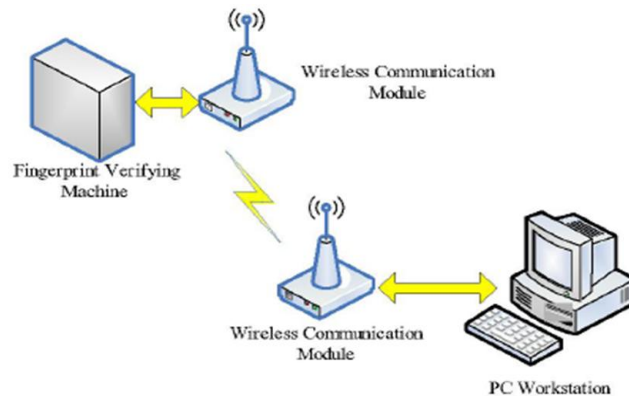 Wireless Communication
Module
Fingerprint Verifying
Machine
Wireless Communication
Module
PC Workstation